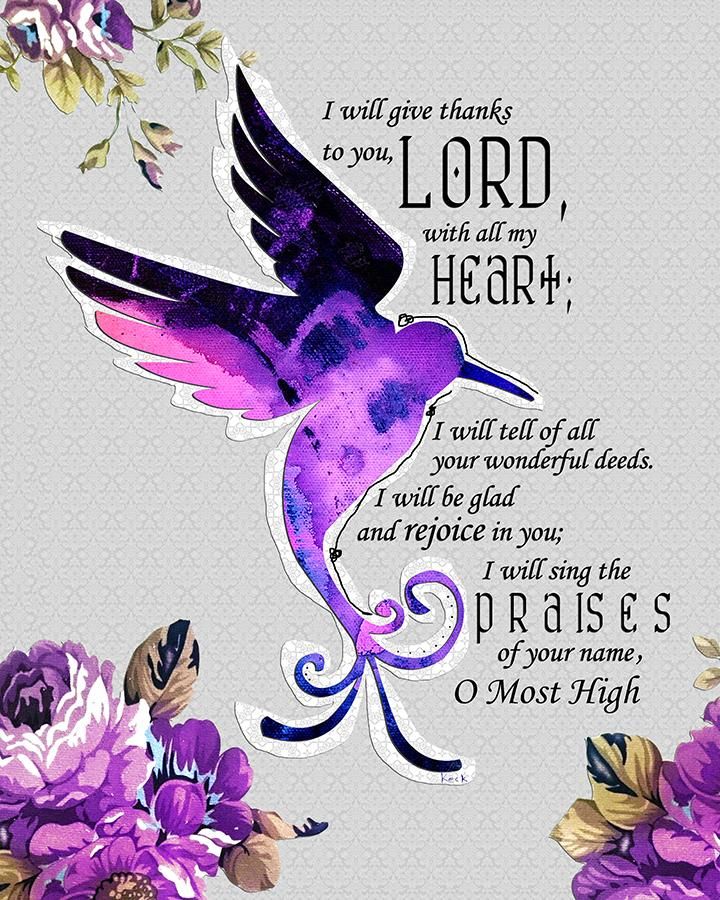 I will give thanks
to you, LORD,
with all my
HEART;
I will tell of all
your wonderful deeds.
I will be glad
and rejoice in you;
I will sing the
PRAISES
of your name,
O Most High
Keck